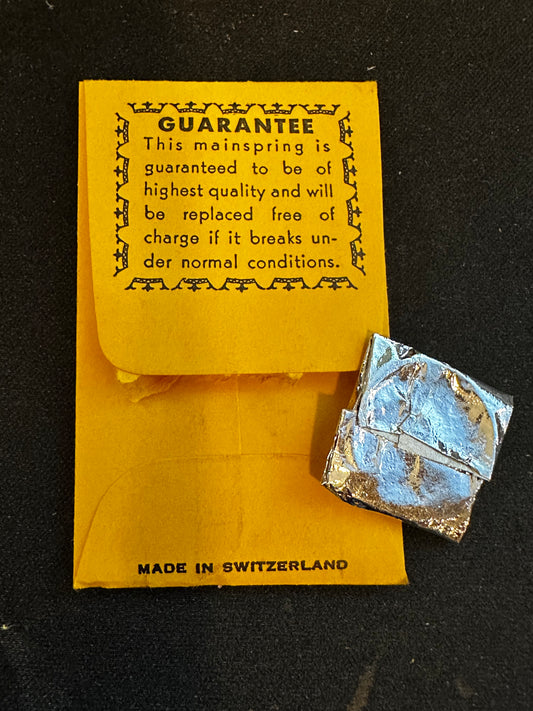 GUARANTEE
This mainspring is
guaranteed to be of
highest quality and will
be replaced free of
charge if it breaks un-
der normal conditions.
MADE IN SWITZERLAND